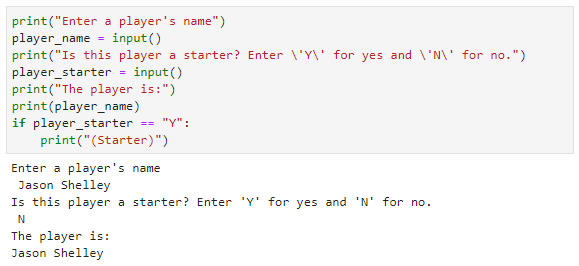 print("Enter a player's name")
player_name = input()
print("Is this player a starter? Enter \'Y\' for yes and \'N\' for no.")
player_starter = input()
print("The player is:")
print(player_name)
if player_starter == "Y":
    print("(Starter)")
Enter a player's name
 Jason Shelley
Is this player a starter? Enter 'Y' for yes and 'N' for no.
 N
The player is:
Jason Shelley